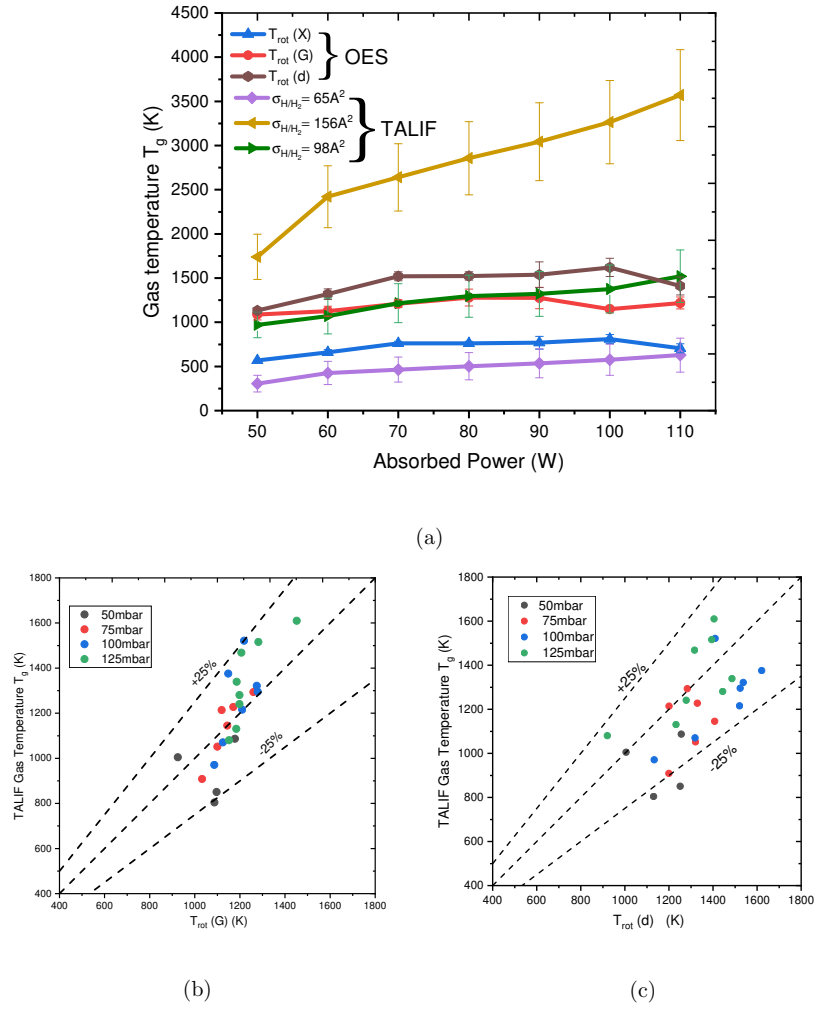 4500
4000
3500
3000
2500
2000
1500
1000
500
0
Gas temperature T_g (K)
T_rot (X)
T_rot (G)
T_rot (d)
} OES
σ_H/H₂= 65A²
σ_H/H₂= 156A²
σ_H/H₂= 98A²
} TALIF
50 60 70 80 90 100 110
Absorbed Power (W)
(a)
1800
1600
1400
1200
1000
800
600
400
TALIF Gas Temperature T_g (K)
50mbar
75mbar
100mbar
125mbar
+25%
-25%
400 600 800 1000 1200 1400 1600 1800
T_rot (G) (K)
(b)
1800
1600
1400
1200
1000
800
600
400
TALIF Gas Temperature T_g (K)
50mbar
75mbar
100mbar
125mbar
+25%
-25%
400 600 800 1000 1200 1400 1600 1800
T_rot (d) (K)
(c)